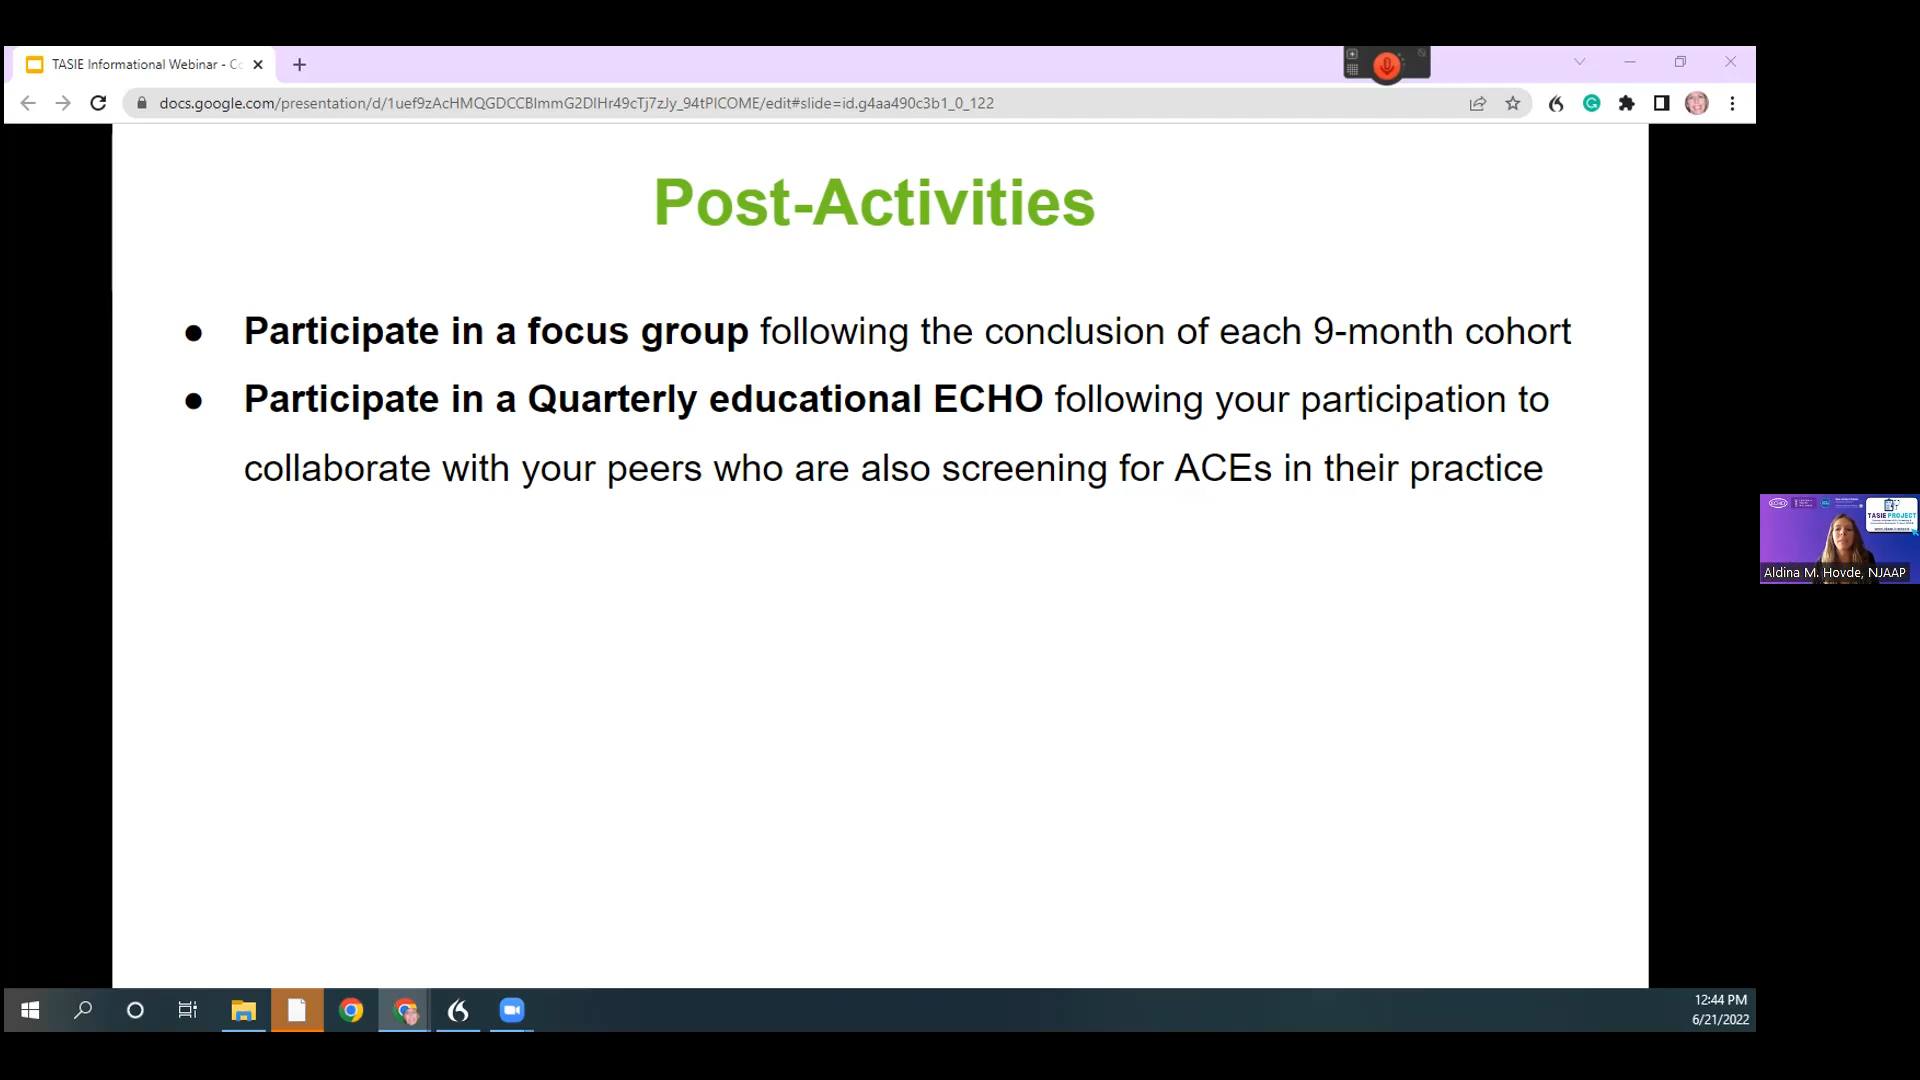 TASIE Informational Webinar - Co
docs.google.com/presentation/d/1uef9zAcHMQGDCCBlmmG2DIHr49cTj7zJy_94tPICOME/edit#slide=id.g4aa490c3b1_0_122
Post-Activities
● Participate in a focus group following the conclusion of each 9-month cohort
● Participate in a Quarterly educational ECHO following your participation to
collaborate with your peers who are also screening for ACEs in their practice
TASIE PROJECT
Aldina M. Hovde, NJAAP
12:44 PM
6/21/2022